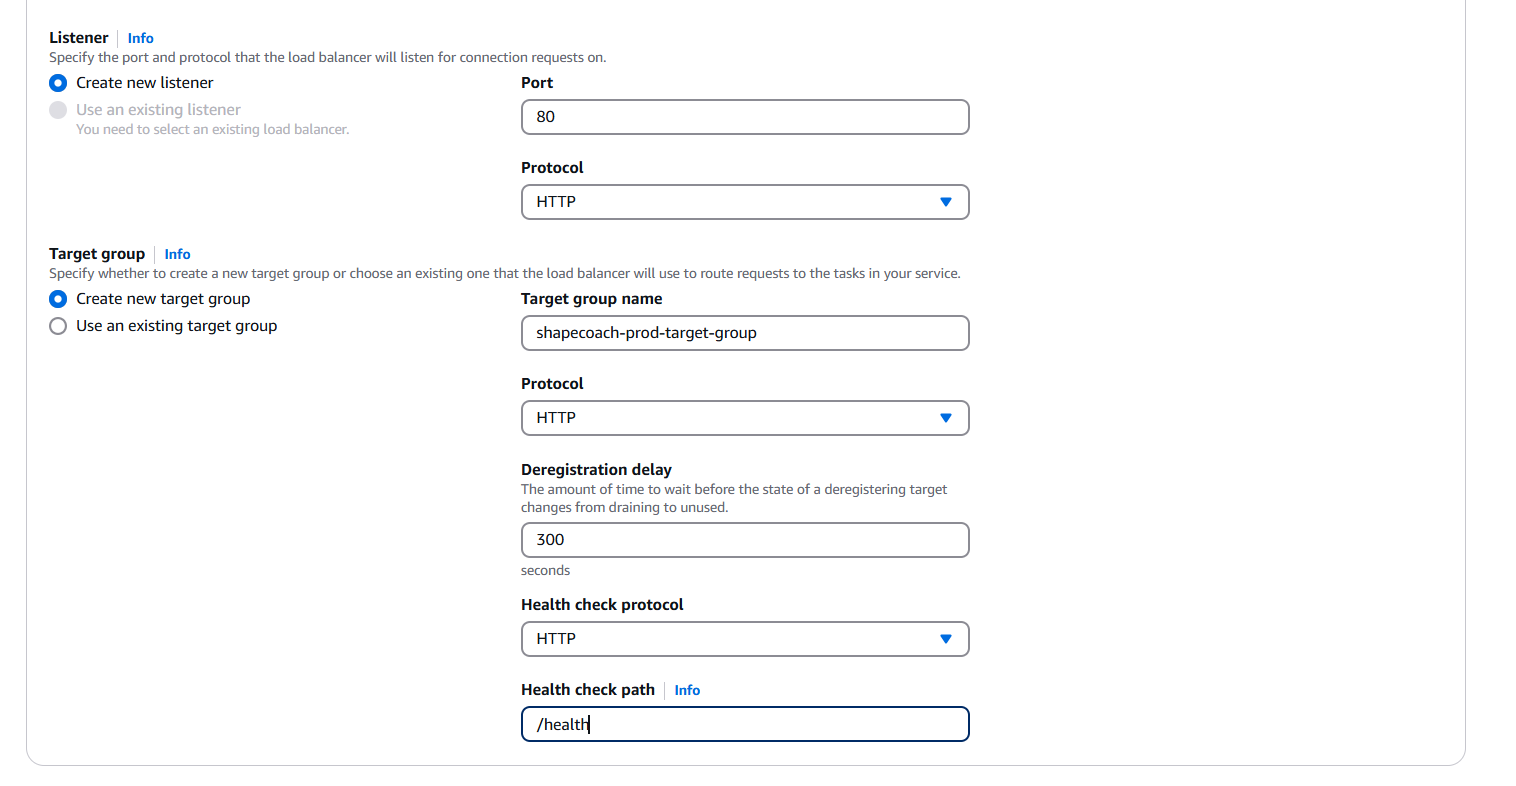 Listener Info
Specify the port and protocol that the load balancer will listen for connection requests on.
Create new listener
Use an existing listener
You need to select an existing load balancer.
Port
80
Protocol
HTTP
Target group Info
Specify whether to create a new target group or choose an existing one that the load balancer will use to route requests to the tasks in your service.
Create new target group
Use an existing target group
Target group name
shapecoach-prod-target-group
Protocol
HTTP
Deregistration delay
The amount of time to wait before the state of a deregistering target
changes from draining to unused.
300
seconds
Health check protocol
HTTP
Health check path Info
/health